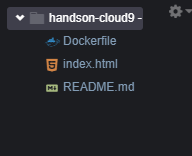 handson-cloud9 -
Dockerfile
index.html
README.md